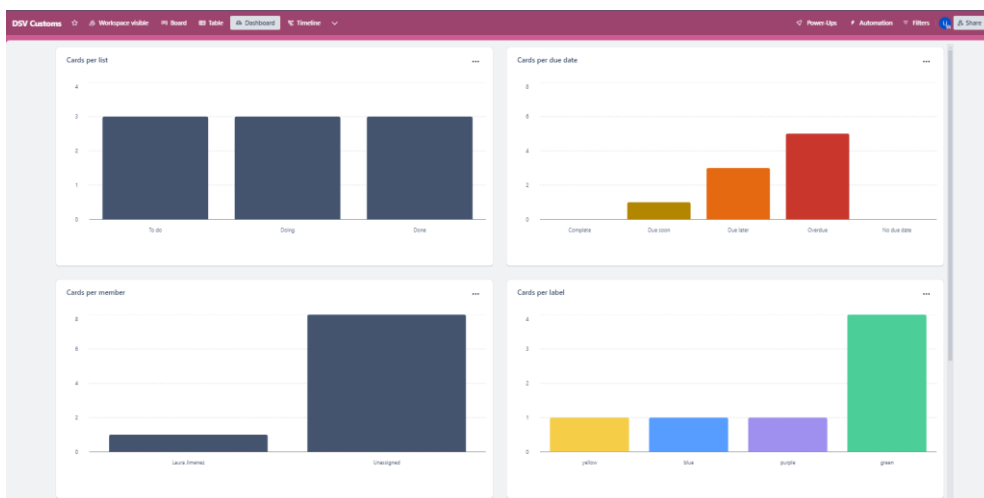 DSV Customs Workspace visible Board Table Dashboard Timeline Power-Ups Automation Filters Share
Cards per list
4
3
2
1
0
To do Doing Done
Cards per due date
8
6
4
2
0
Complete Due soon Due later Overdue No due date
Cards per member
8
6
4
2
0
Laura Jimenez Unassigned
Cards per label
4
3
2
1
0
yellow blue purple green